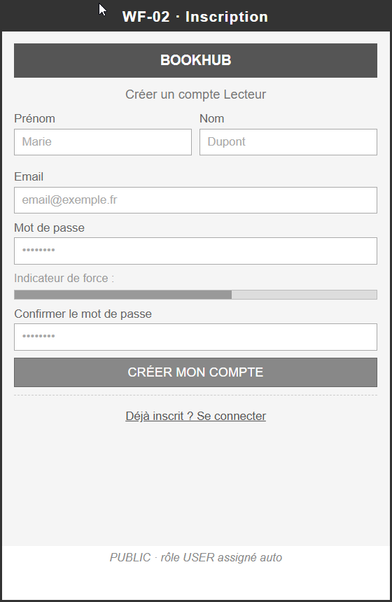 WF-02 · Inscription
BOOKHUB
Créer un compte Lecteur
Prénom Nom
Marie Dupont
Email
email@exemple.fr
Mot de passe
••••••••
Indicateur de force :
Confirmer le mot de passe
••••••••
CRÉER MON COMPTE
Déjà inscrit ? Se connecter
PUBLIC · rôle USER assigné auto